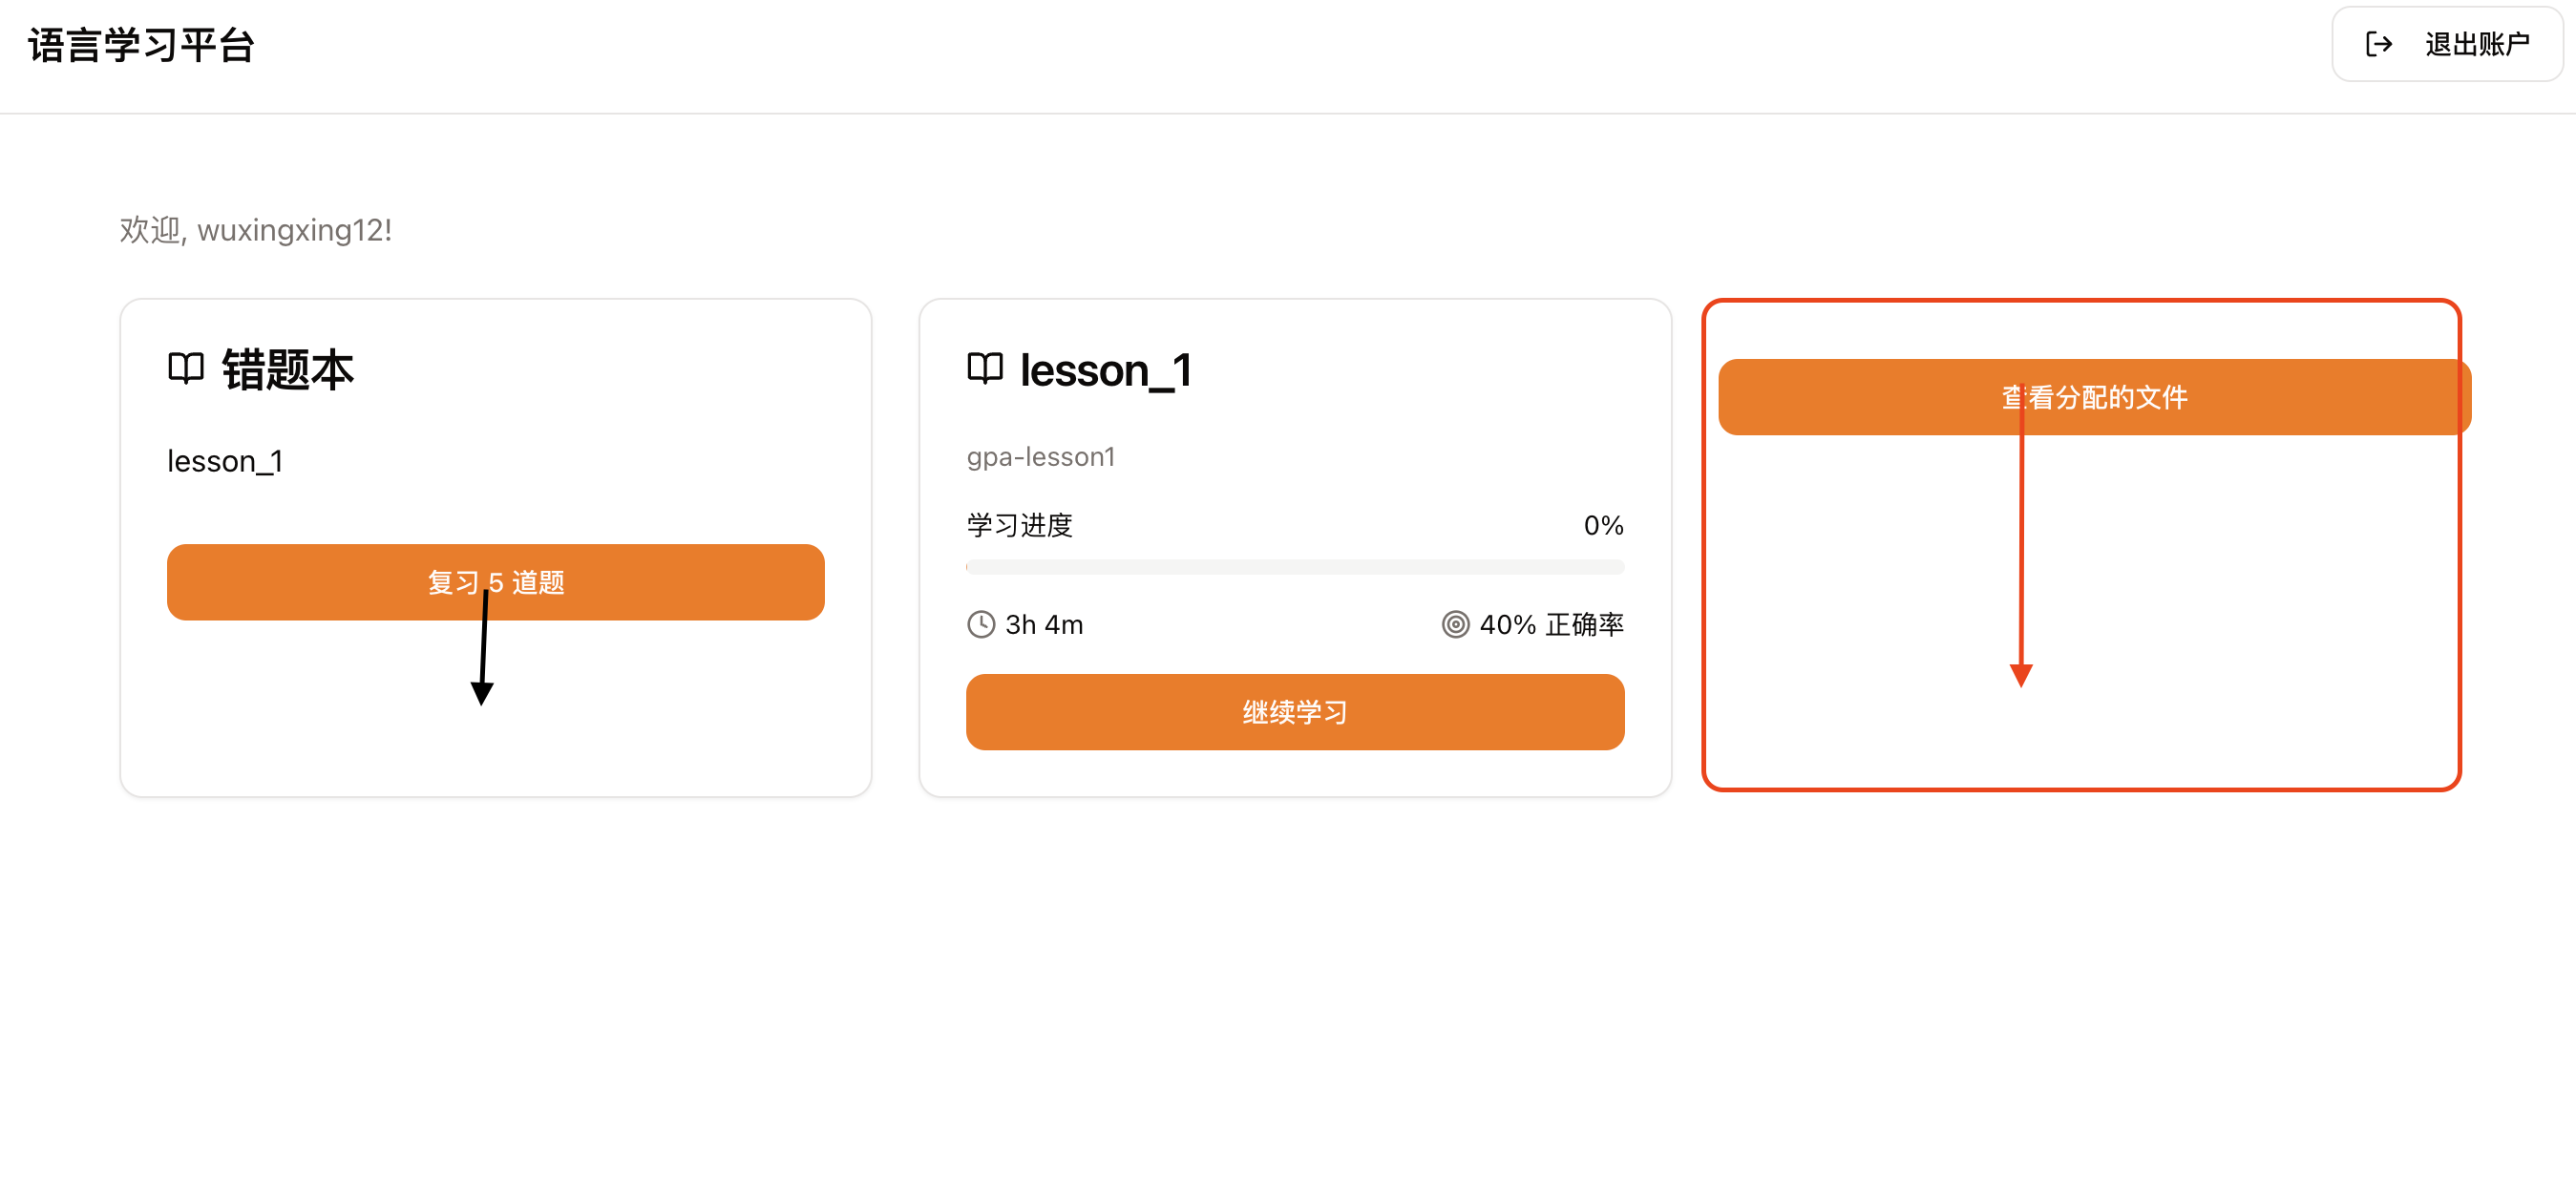 语言学习平台
退出账户
欢迎, wuxingxing12!
错题本
lesson_1
复习 5 道题
lesson_1
gpa-lesson1
学习进度 0%
3h 4m 40% 正确率
继续学习
查看分配的文件